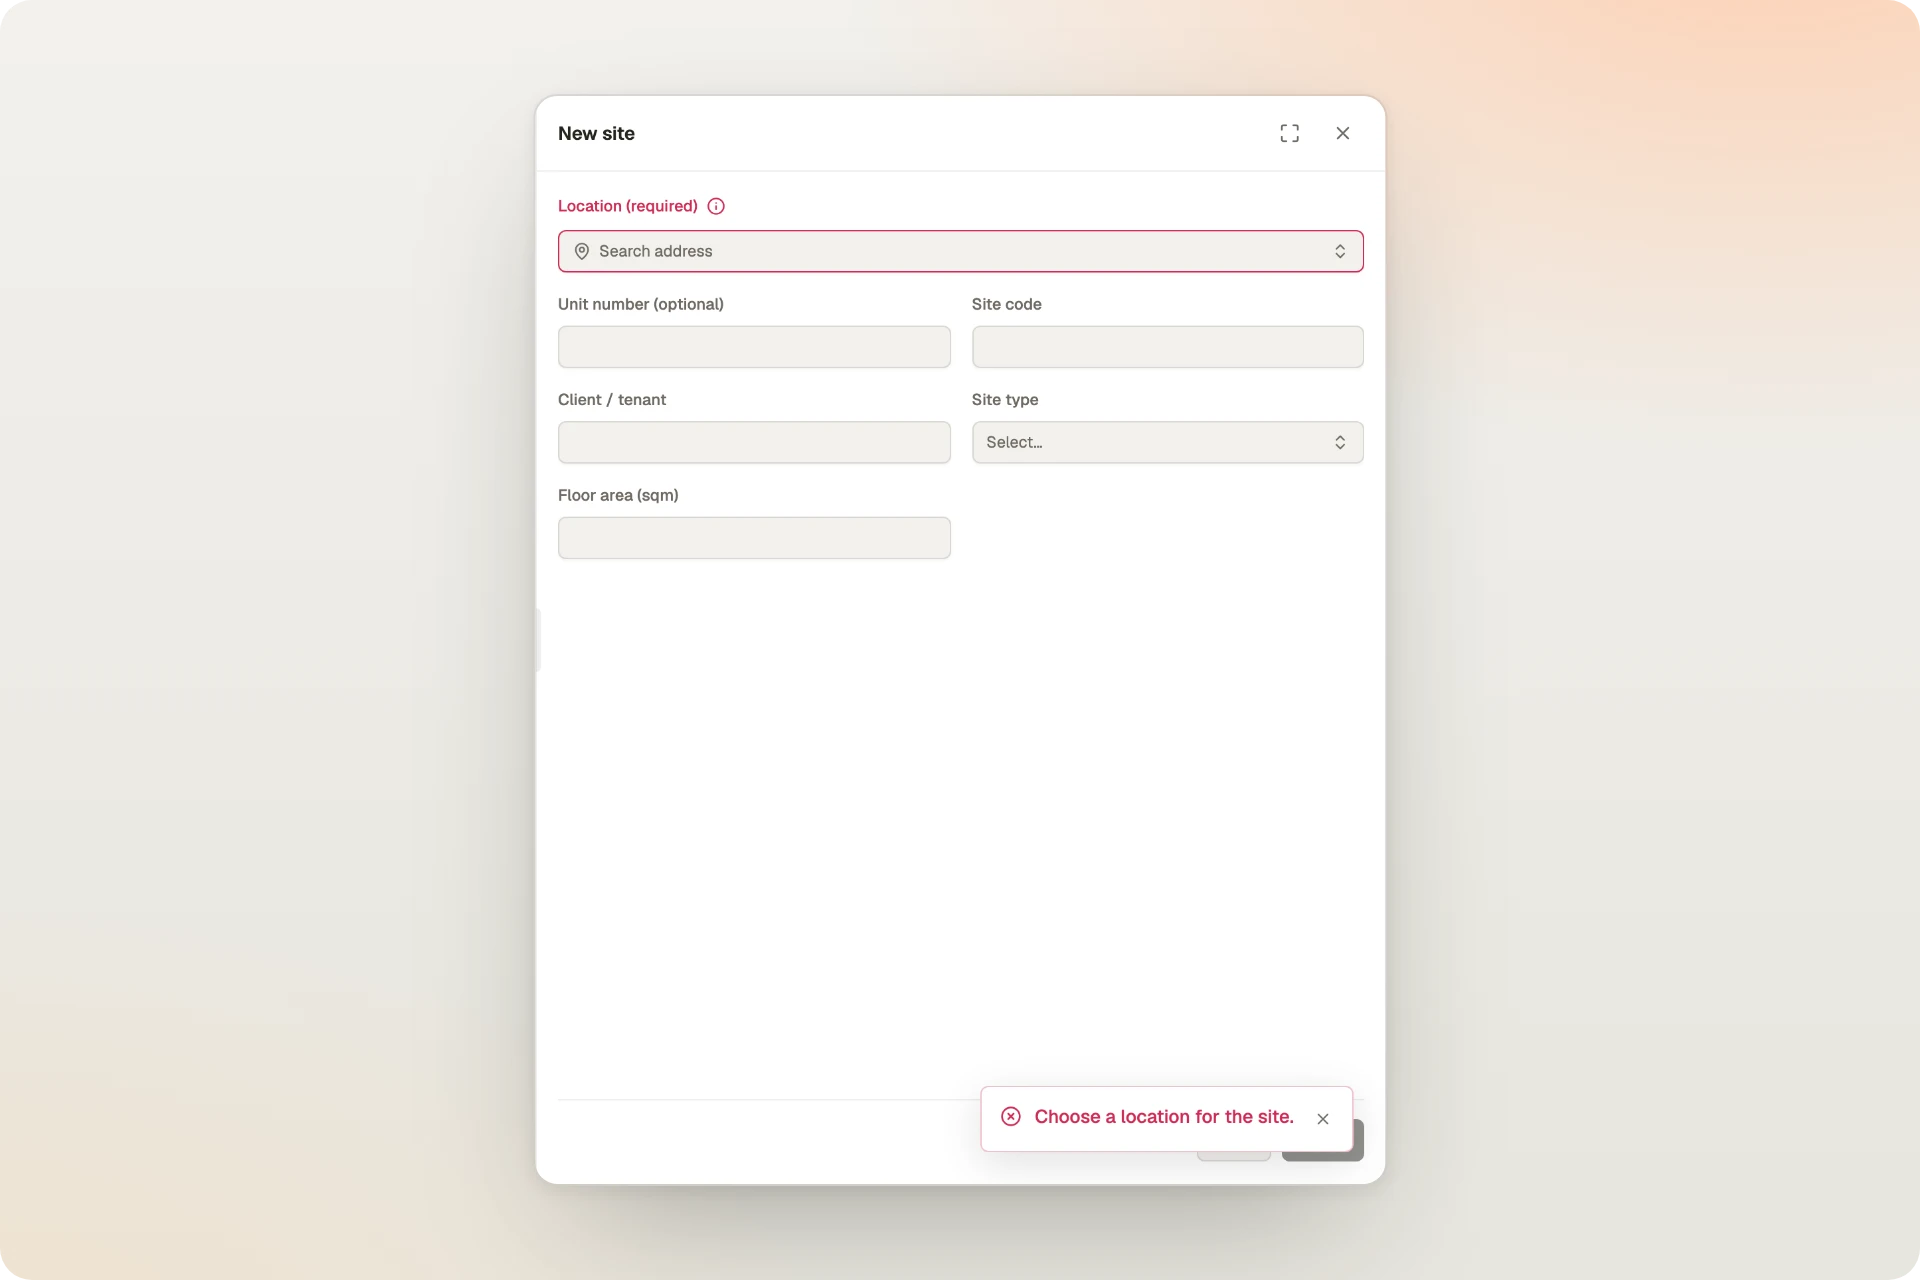 New site
Location (required)
Search address
Unit number (optional)
Site code
Client / tenant
Site type
Select...
Floor area (sqm)
Choose a location for the site.